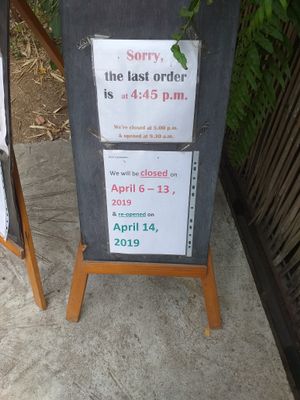 Sorry,
the last order
is at 4:45 p.m.
We're closed at 5.00 p.m.
& opened at 9.30 a.m.
We will be closed on
April 6 – 13 ,
2019
& re-opened on
April 14,
2019